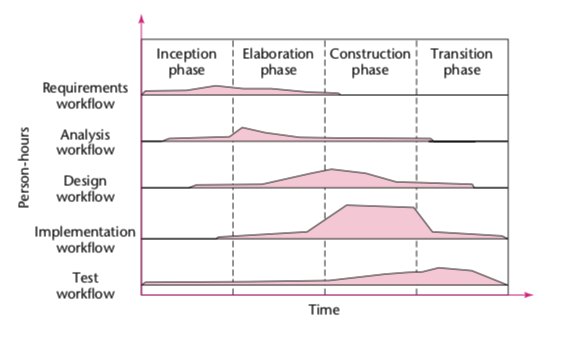 Inception
phase
Elaboration
phase
Construction
phase
Transition
phase
Requirements
workflow
Analysis
workflow
Design
workflow
Implementation
workflow
Test
workflow
Person-hours
Time